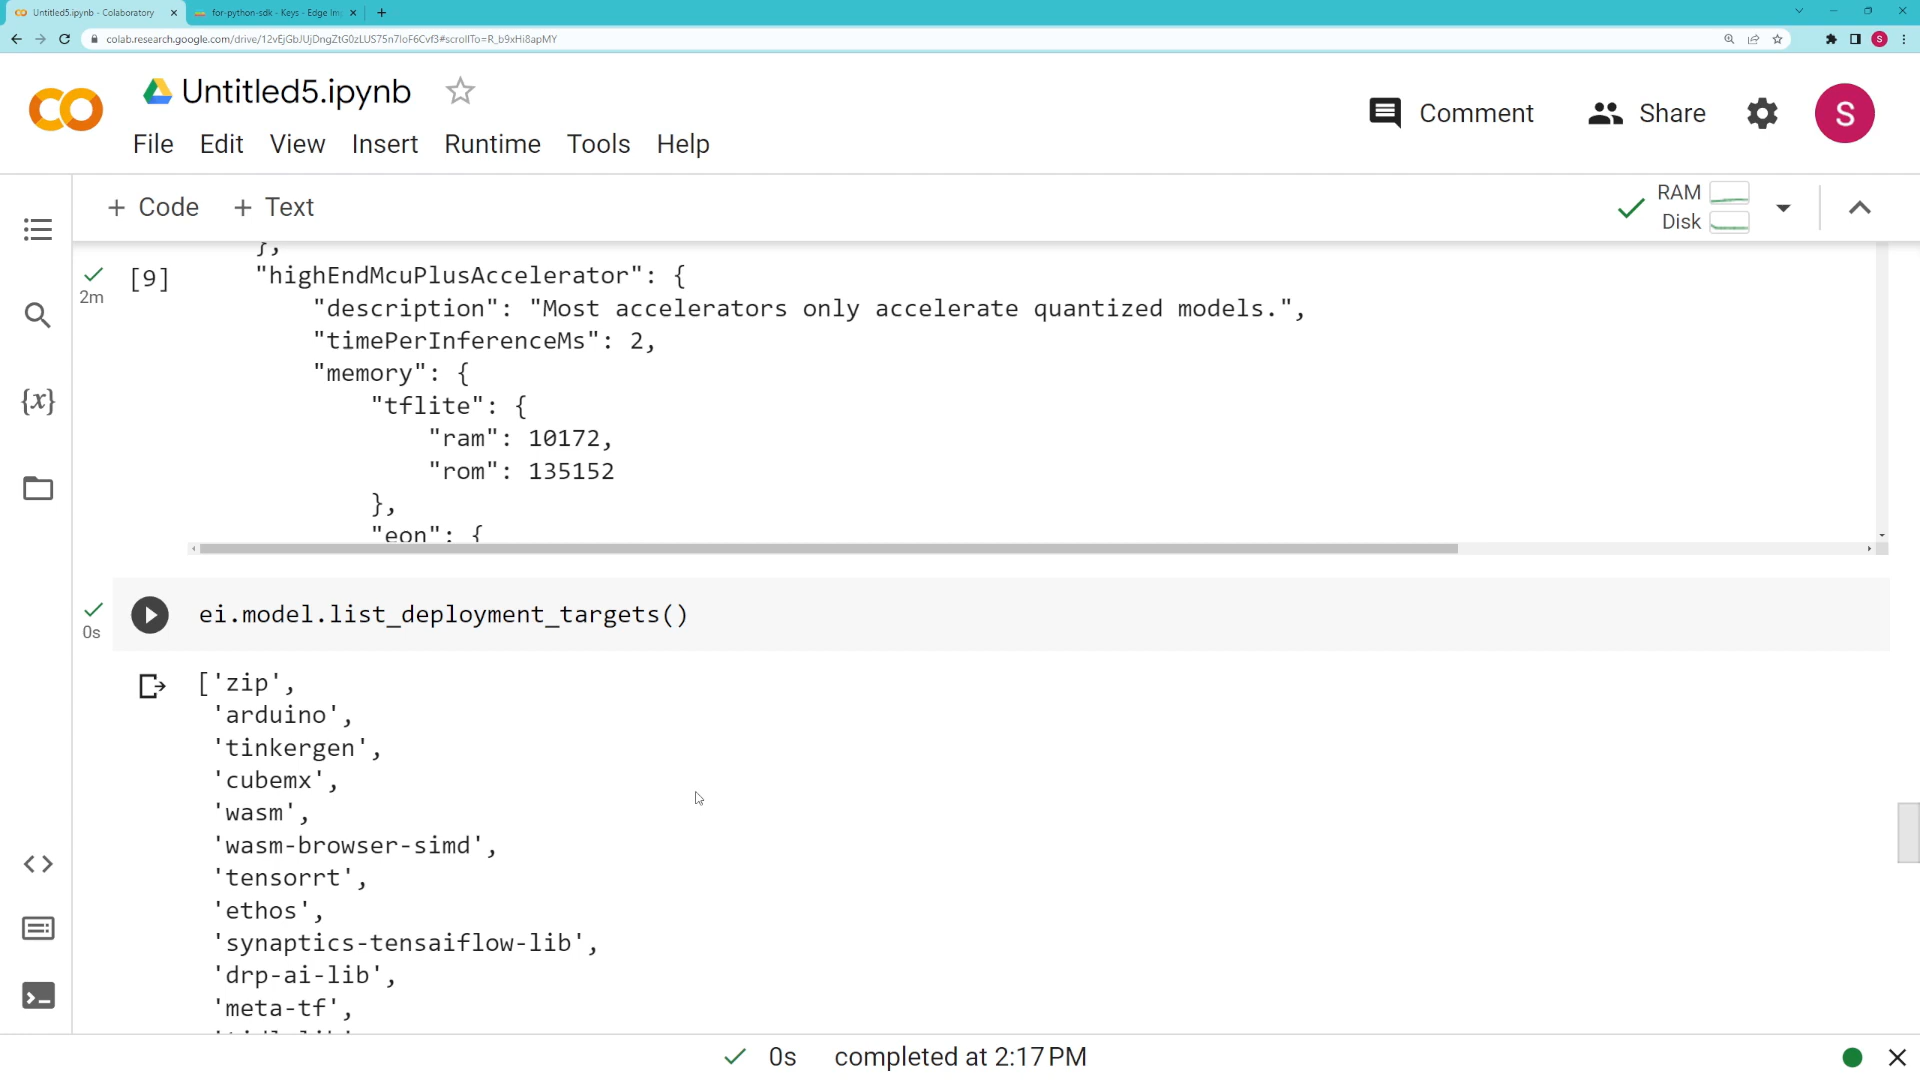 Untitled5.ipynb - Colaboratory
for-python-sdk - Keys - Edge Im
colab.research.google.com/drive/12vEjGbJUjDngZtG0zLUS75n7loF6Cvf3#scrollTo=R_b9xHi8apMY
S
Untitled5.ipynb
Comment
Share
S
File Edit View Insert Runtime Tools Help
+ Code + Text
RAM
Disk
},
[9]
2m
"highEndMcuPlusAccelerator": {
"description": "Most accelerators only accelerate quantized models.",
"timePerInferenceMs": 2,
"memory": {
"tflite": {
"ram": 10172,
"rom": 135152
},
"eon": {
{x}
0s
ei.model.list_deployment_targets()
['zip',
'arduino',
'tinkergen',
'cubemx',
'wasm',
'wasm-browser-simd',
'tensorrt',
'ethos',
'synaptics-tensaiflow-lib',
'drp-ai-lib',
'meta-tf',
0s completed at 2:17 PM